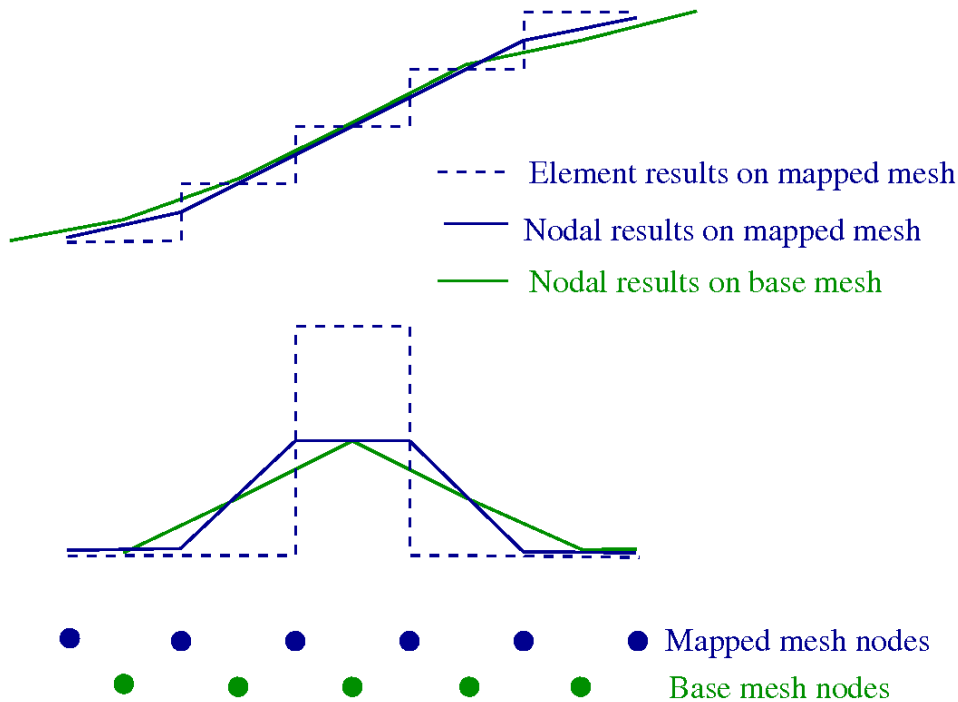 Element results on mapped mesh
Nodal results on mapped mesh
Nodal results on base mesh
Mapped mesh nodes
Base mesh nodes